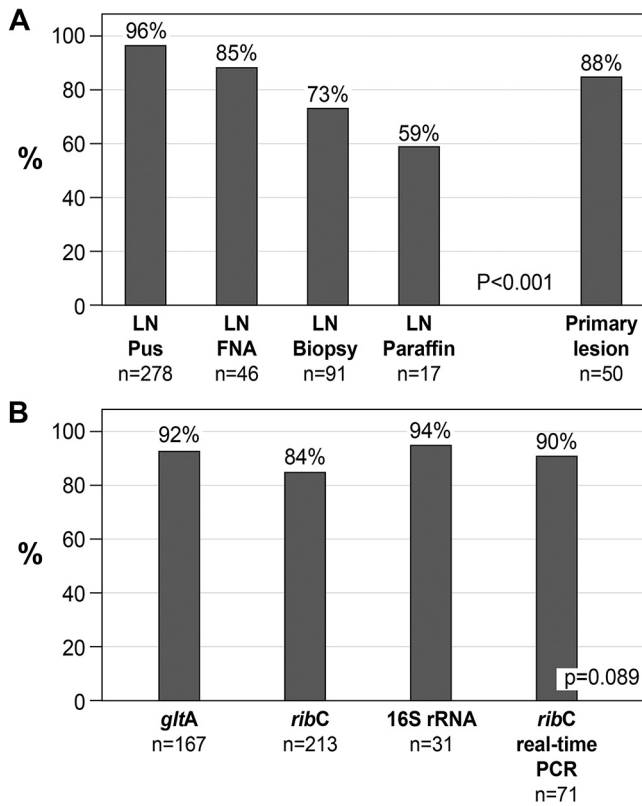 A
100
80
60
40
20
0
%
96%
85%
73%
59%
88%
P<0.001
LN
Pus
n=278
LN
FNA
n=46
LN
Biopsy
n=91
LN
Paraffin
n=17
Primary
lesion
n=50
B
100
80
60
40
20
0
%
92%
84%
94%
90%
p=0.089
gltA
n=167
ribC
n=213
16S rRNA
n=31
ribC
real-time
PCR
n=71